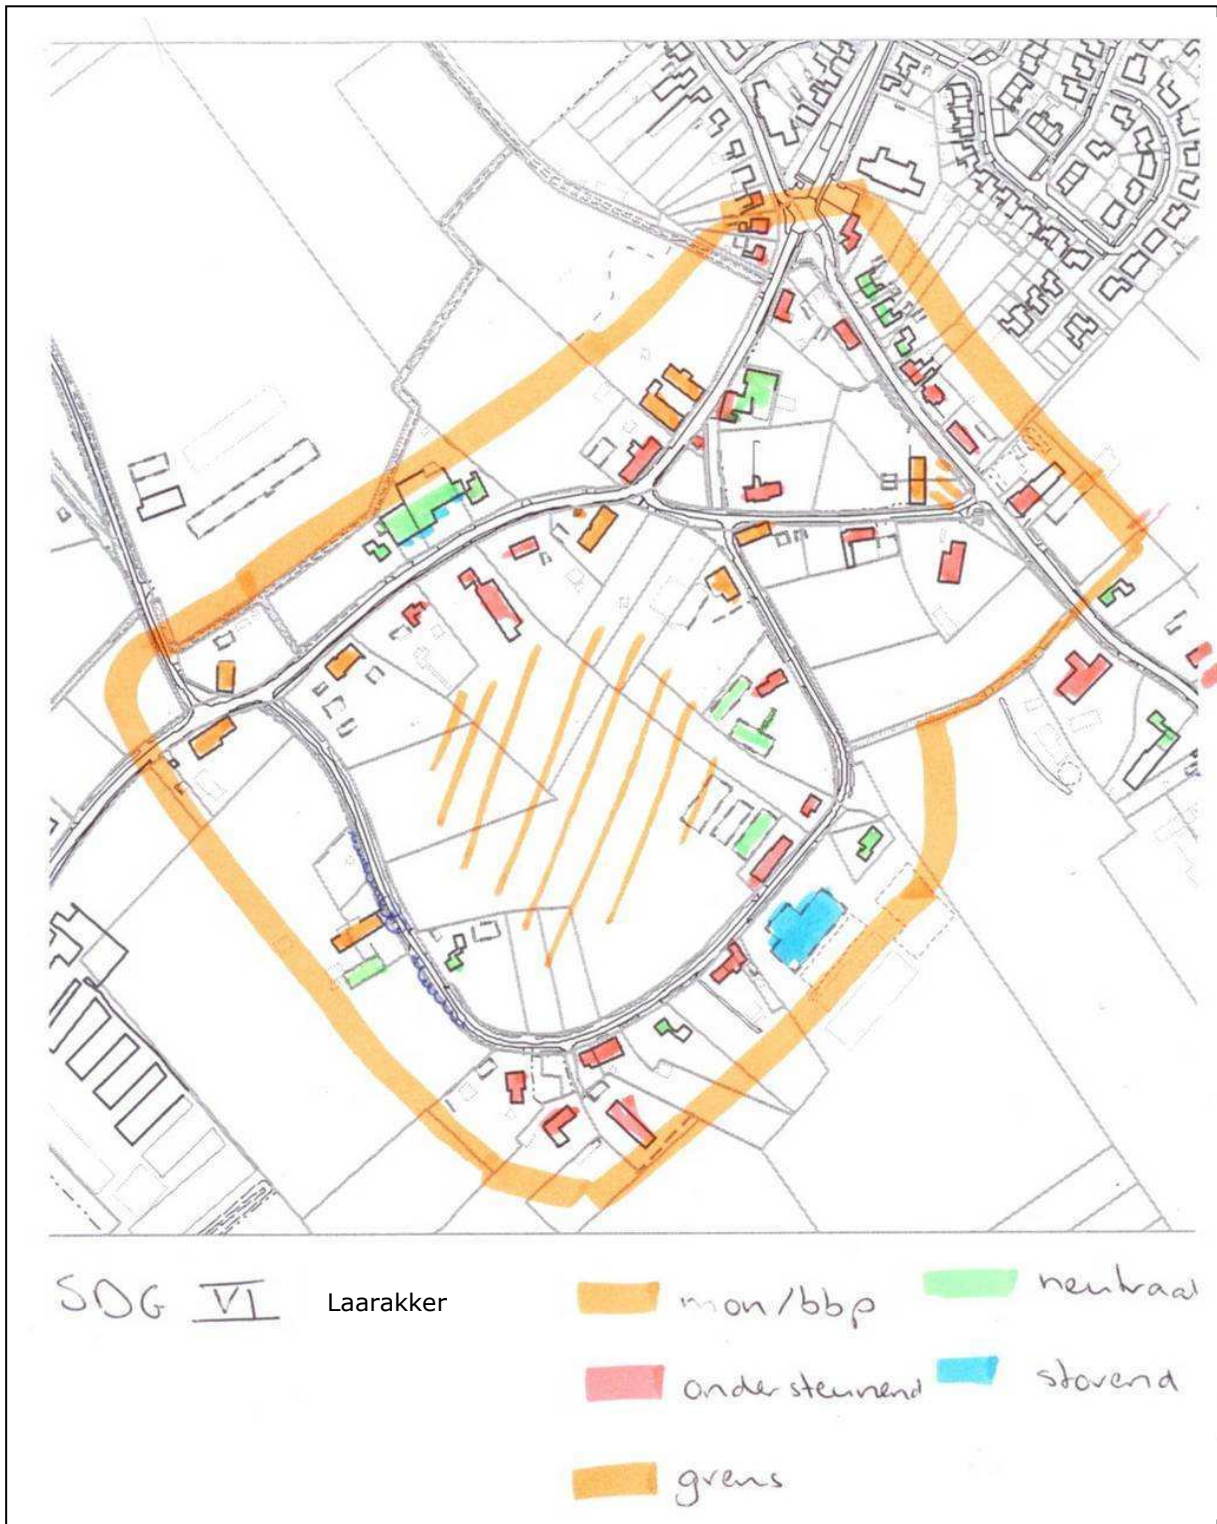 SDG VI Laarakker
mon/bbp
neutraal
ondersteunend
storend
grens